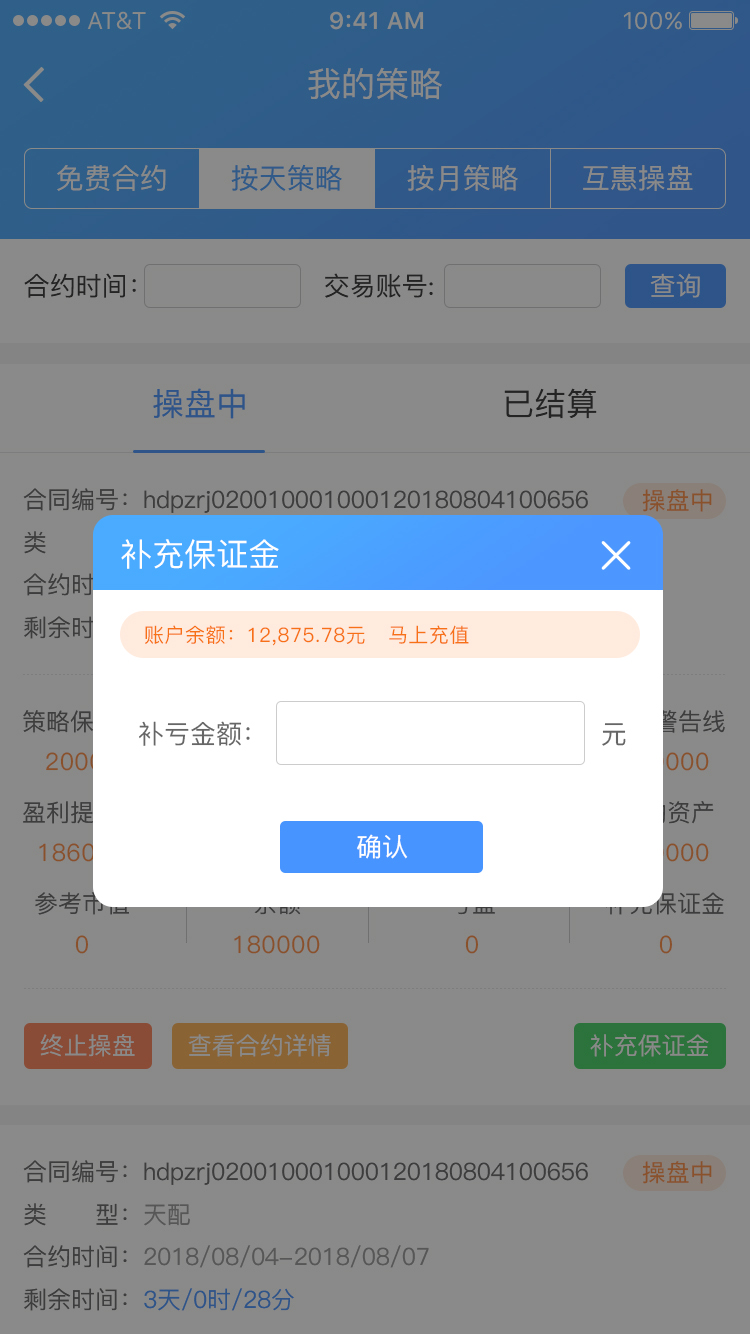 AT&T 9:41 AM 100%
我的策略
免费合约 按天策略 按月策略 互惠操盘
合约时间: 交易账号: 查询
操盘中 已结算
合同编号: hdpzrj0200100010001201808041006​56 操盘中
类
补充保证金
合约时
账户余额: 12,875.78元 马上充值
剩余时
策略保 警告线
补亏金额: 元
2000 000
盈利提 资产
确认
1860 000
参考市值 余额 补充保证金
0 180000 0 0
终止操盘 查看合约详情 补充保证金
合同编号: hdpzrj020010001000120180804100656 操盘中
类 型: 天配
合约时间: 2018/08/04-2018/08/07
剩余时间: 3天/0时/28分